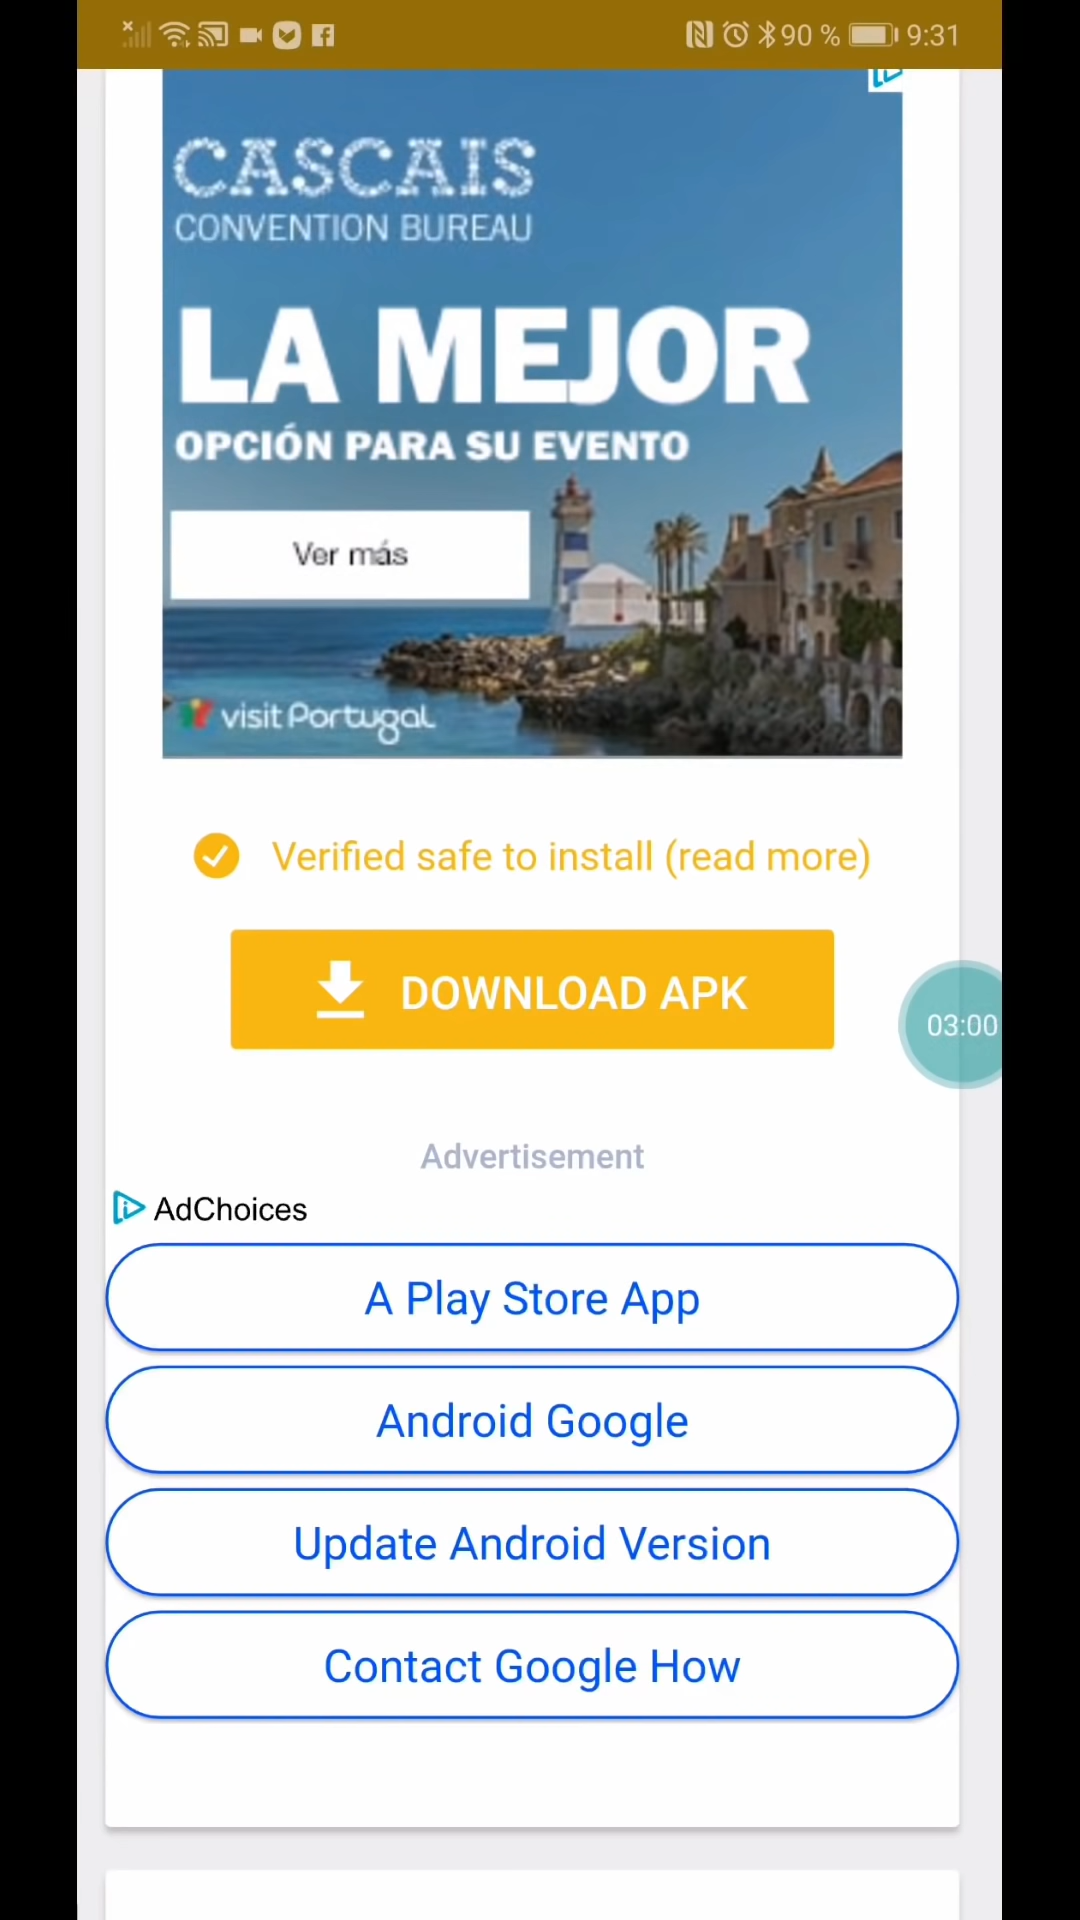 90 % 9:31
CASCAIS
CONVENTION BUREAU
LA MEJOR
OPCIÓN PARA SU EVENTO
Ver más
visit Portugal
Verified safe to install (read more)
DOWNLOAD APK
03:00
Advertisement
AdChoices
A Play Store App
Android Google
Update Android Version
Contact Google How